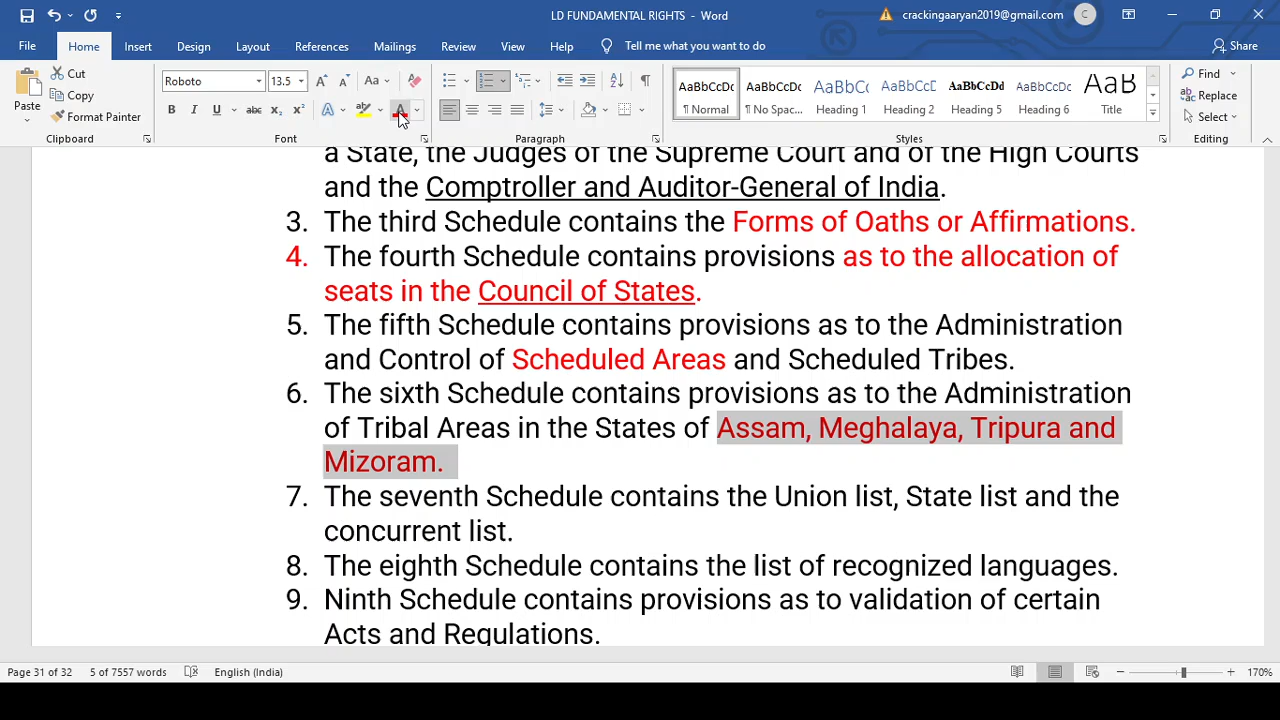 LD FUNDAMENTAL RIGHTS - Word
crackingaaryan2019@gmail.com
C
File Home Insert Design Layout References Mailings Review View Help Tell me what you want to do Share
Paste
Cut
Copy
Format Painter
Clipboard
Roboto 13.5
Font
Paragraph
AaBbCcDc AaBbCcDc AaBbC AaBbCcD AaBbCcDd AaBbCcDc AaB
¶ Normal ¶ No Spac... Heading 1 Heading 2 Heading 5 Heading 6 Title
Styles
Find
Replace
Select
Editing
a State, the Judges of the Supreme Court and of the High Courts
and the Comptroller and Auditor-General of India.
3. The third Schedule contains the Forms of Oaths or Affirmations.
4. The fourth Schedule contains provisions as to the allocation of
seats in the Council of States.
5. The fifth Schedule contains provisions as to the Administration
and Control of Scheduled Areas and Scheduled Tribes.
6. The sixth Schedule contains provisions as to the Administration
of Tribal Areas in the States of Assam, Meghalaya, Tripura and
Mizoram.
7. The seventh Schedule contains the Union list, State list and the
concurrent list.
8. The eighth Schedule contains the list of recognized languages.
9. Ninth Schedule contains provisions as to validation of certain
Acts and Regulations.
Page 31 of 32 5 of 7557 words English (India) 170%